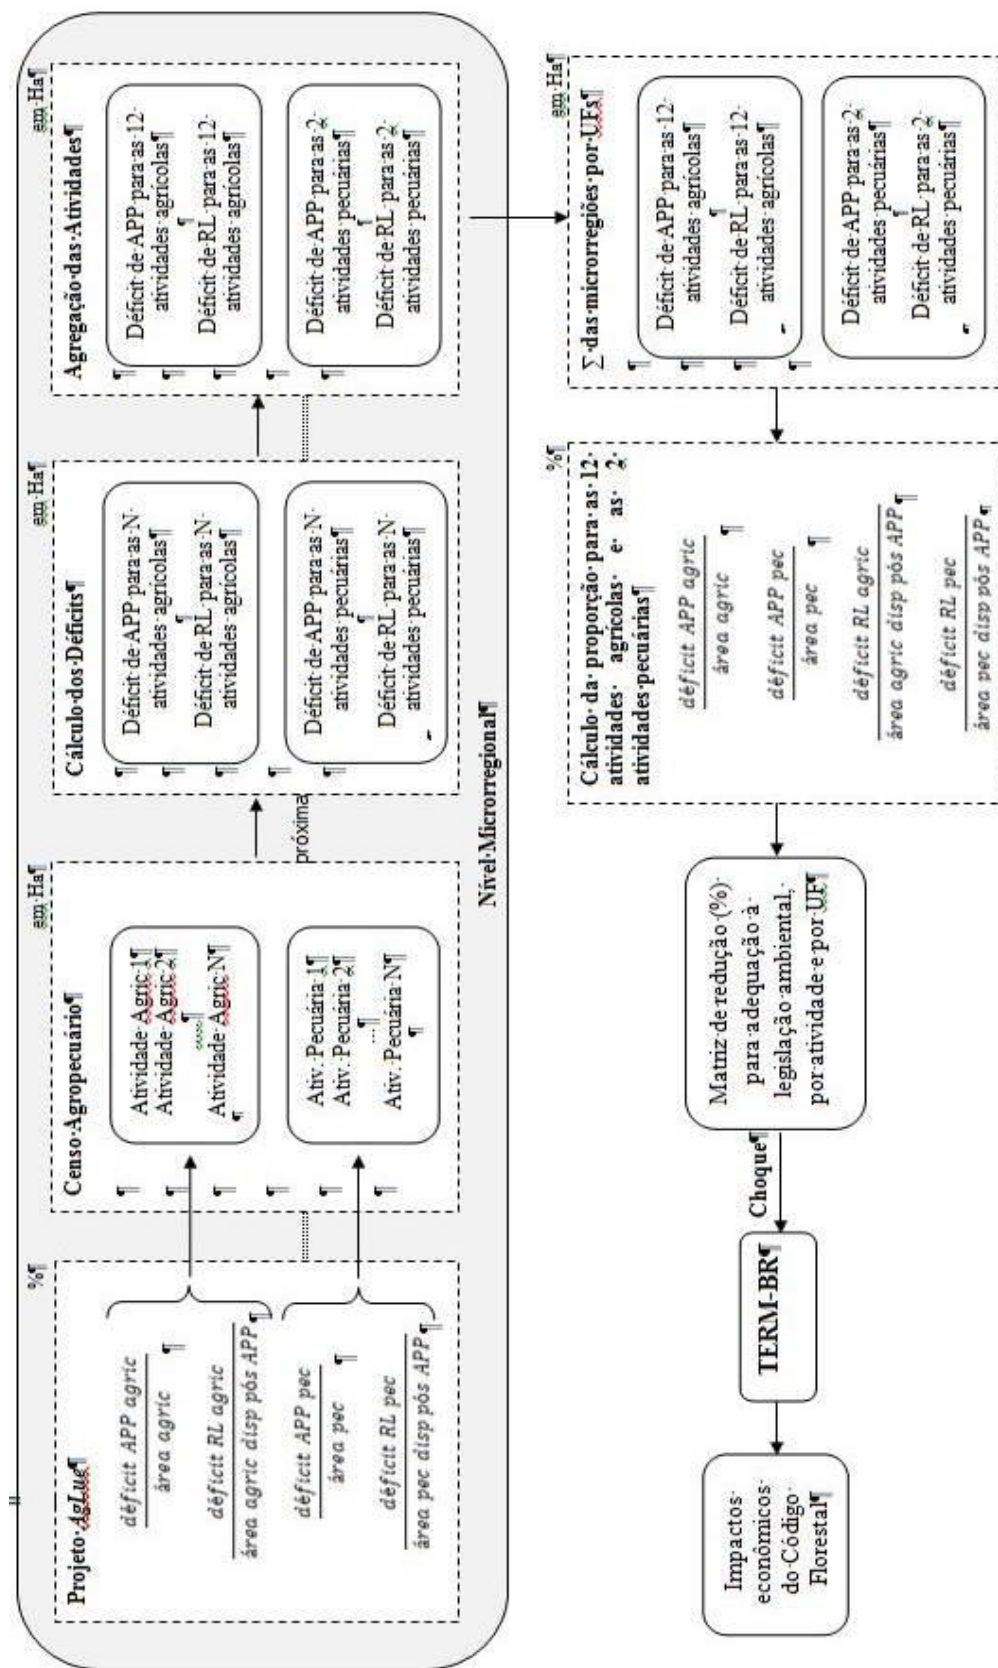 %
Projeto AgLue
déficit APP agric
área agric
déficit RL agric
área agric disp pós APP
déficit APP pec
área pec
déficit RL pec
área pec disp pós APP
em Ha
Censo Agropecuário
Atividade Agric 1
Atividade Agric 2
....
Atividade Agric N
Ativ. Pecuária 1
Ativ. Pecuária 2
....
Ativ. Pecuária N
próxima
em Ha
Cálculo dos Déficits
Déficit de APP para as N
atividades agrícolas
Déficit de RL para as N
atividades agrícolas
Déficit de APP para as N
atividades pecuárias
Déficit de RL para as N
atividades pecuárias
em Ha
Agregação das Atividades
Déficit de APP para as 12
atividades agrícolas
Déficit de RL para as 12
atividades agrícolas
Déficit de APP para as 2
atividades pecuárias
Déficit de RL para as 2
atividades pecuárias
Nível Microrregional
em Ha
∑ das microrregiões por UFs
Déficit de APP para as 12
atividades agrícolas
Déficit de RL para as 12
atividades agrícolas
Déficit de APP para as 2
atividades pecuárias
Déficit de RL para as 2
atividades pecuárias
%
Cálculo da proporção para as 12
atividades agrícolas e as 2
atividades pecuárias
déficit APP agric
área agric
déficit APP pec
área pec
déficit RL agric
área agric disp pós APP
déficit RL pec
área pec disp pós APP
Matriz de redução (%)
para adequação à
legislação ambiental,
por atividade e por UF
Choque
TERM-BR
Impactos
econômicos
do Código
Florestal